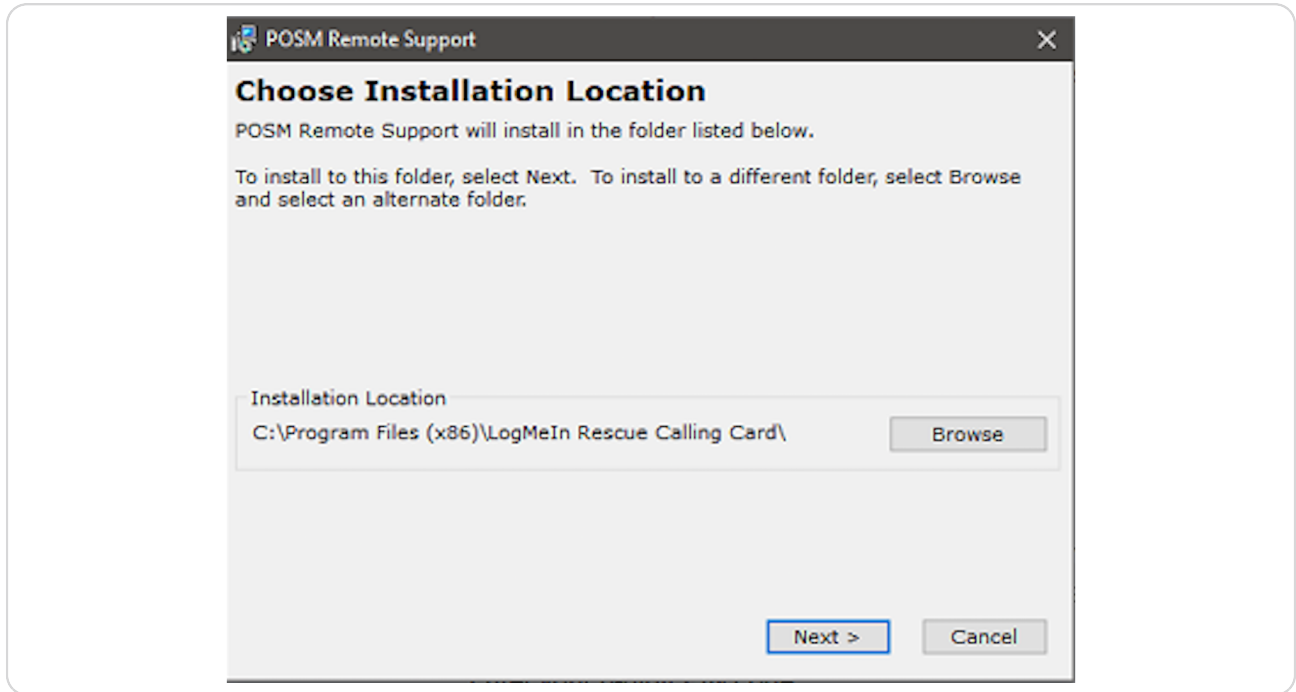 POSM Remote Support
Choose Installation Location
POSM Remote Support will install in the folder listed below.
To install to this folder, select Next. To install to a different folder, select Browse
and select an alternate folder.
Installation Location
C:\Program Files (x86)\LogMeIn Rescue Calling Card\
Browse
Next >
Cancel